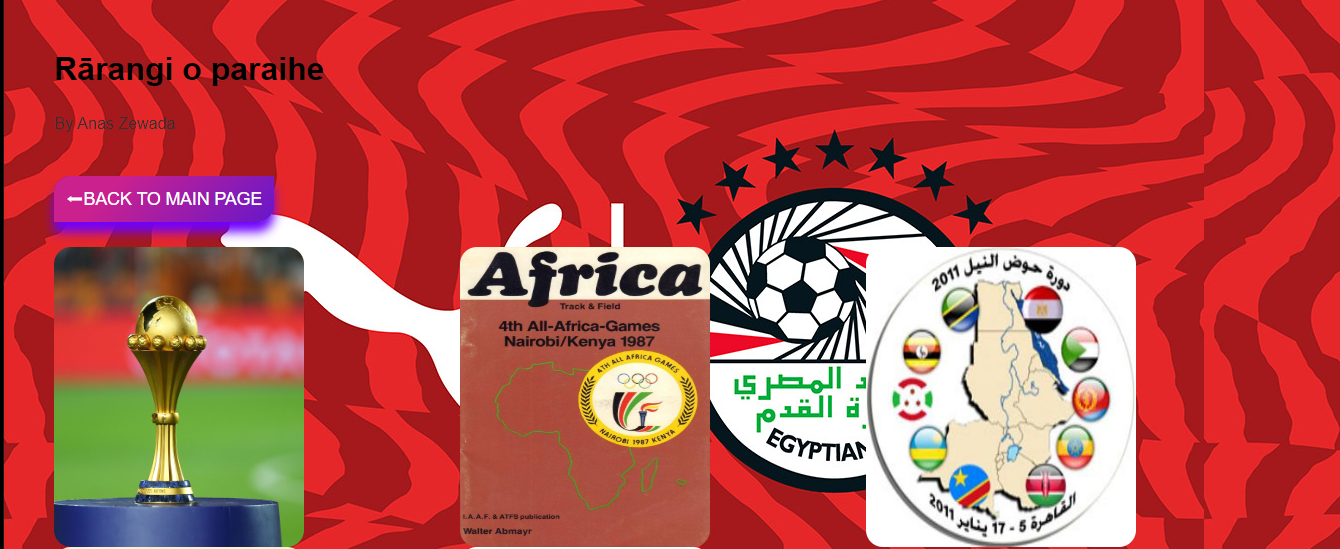 Rārangi o paraihe
By Anas Zewada
⬅BACK TO MAIN PAGE
Africa
Track & Field
4th All-Africa-Games
Nairobi/Kenya 1987
4TH ALL AFRICA GAMES
NAIROBI 1987 KENYA
I.A.A.F. & ATFS publication
Walter Abmayr
د المصري
ة القدم
EGYPTIAN
دورة حوض النيل 2011
القاهرة 5 - 17 يناير 2011